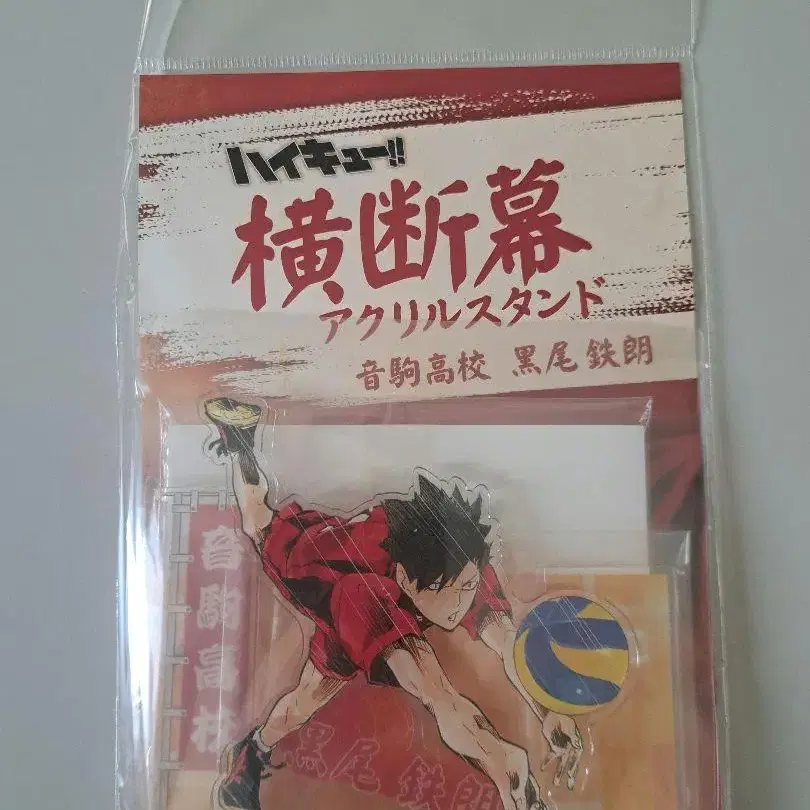 ハイキュー!!
横断幕
アクリルスタンド
音駒高校 黒尾鉄朗
音駒高校
黒尾鉄朗